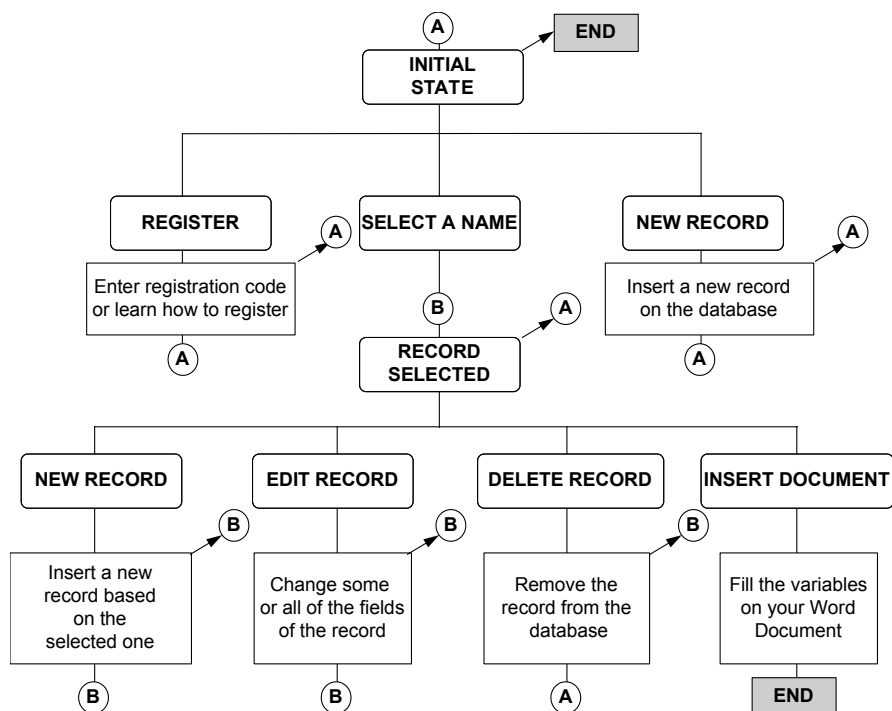 A
END
INITIAL
STATE
REGISTER
SELECT A NAME
NEW RECORD
A
A
Enter registration code
or learn how to register
Insert a new record
on the database
B
A
A
A
RECORD
SELECTED
NEW RECORD
EDIT RECORD
DELETE RECORD
INSERT DOCUMENT
B
B
B
Insert a new
record based
on the
selected one
Change some
or all of the fields
of the record
Remove the
record from the
database
Fill the variables
on your Word
Document
B
B
A
END